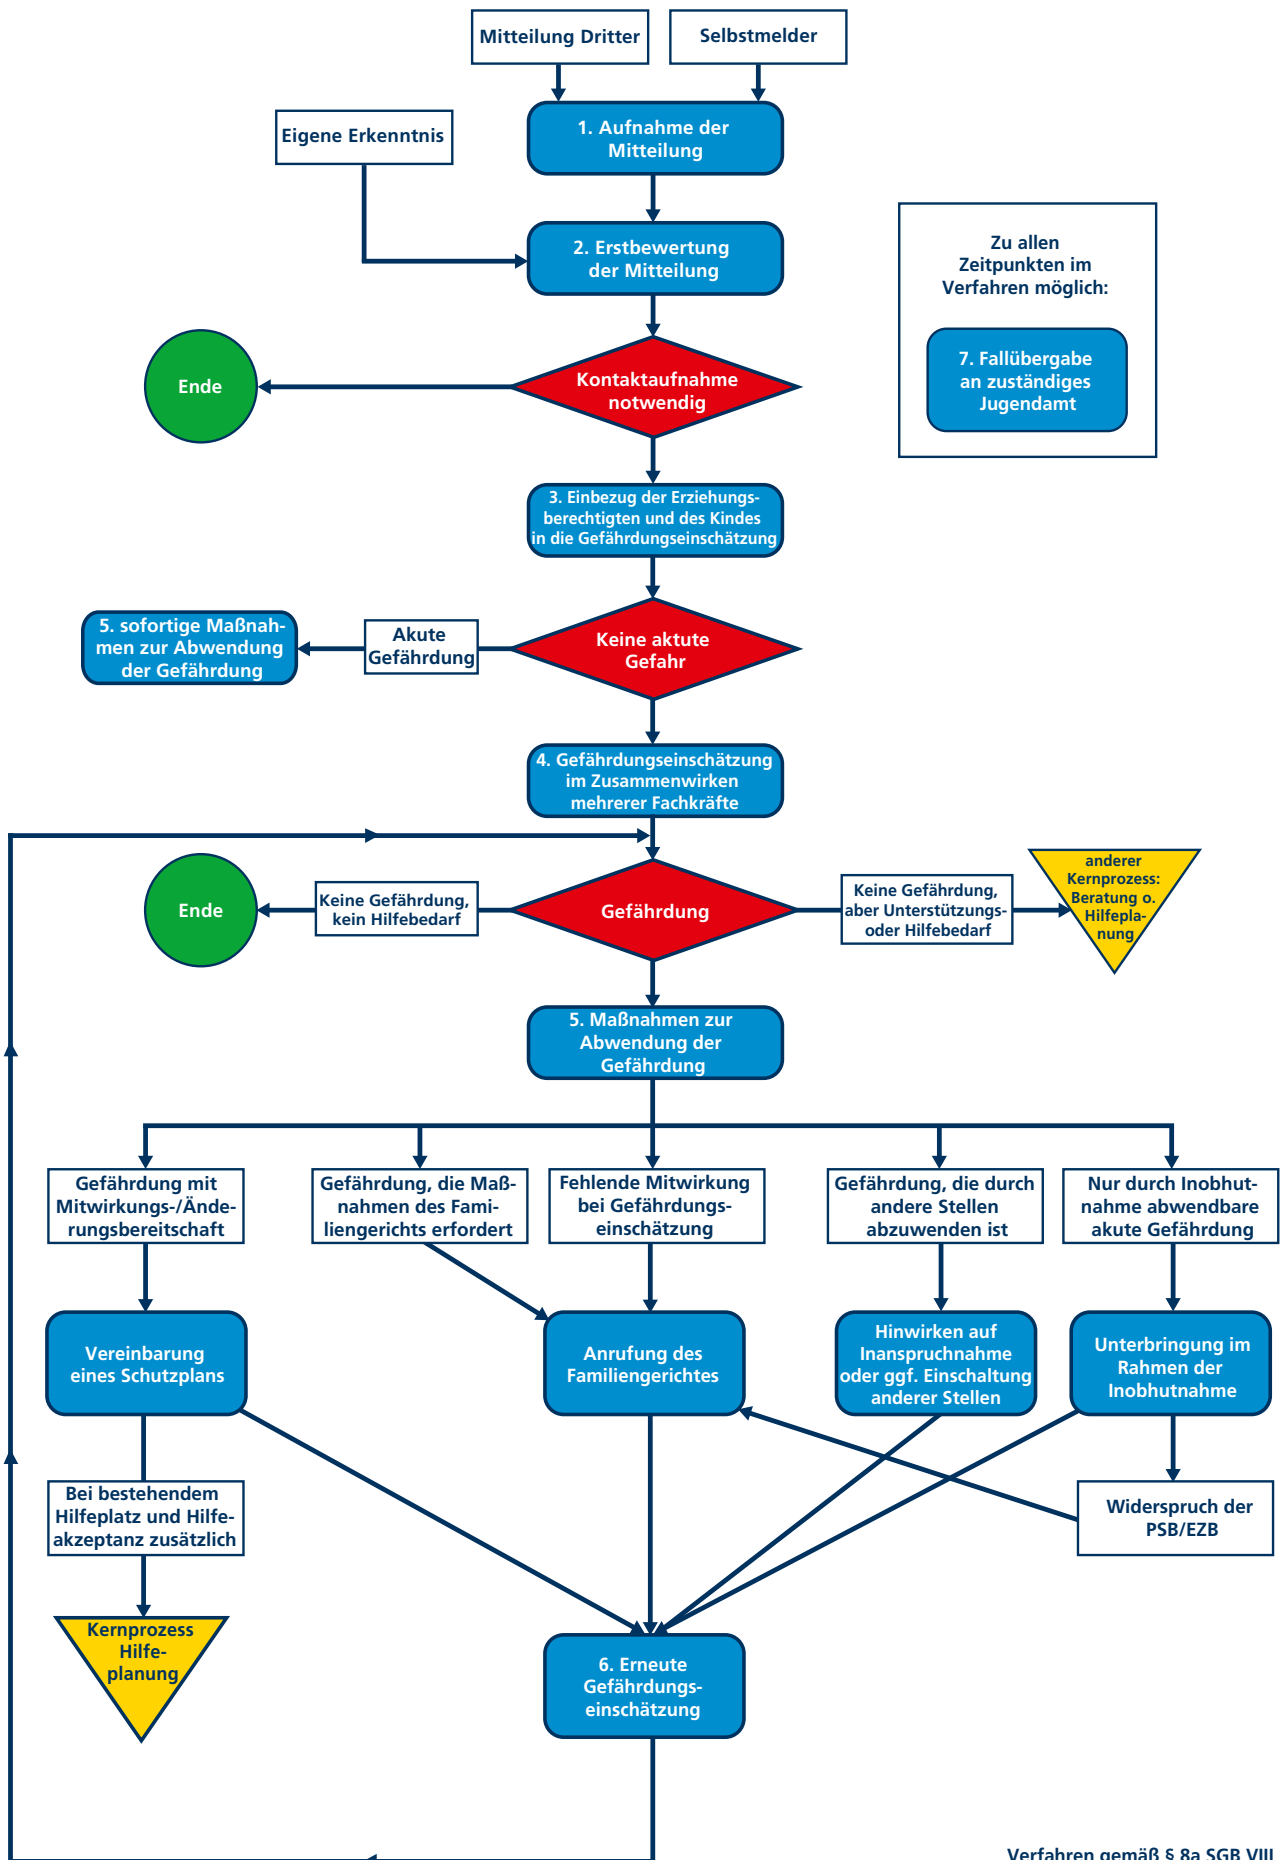 Mitteilung Dritter
Selbstmelder
1. Aufnahme der
Mitteilung
Eigene Erkenntnis
2. Erstbewertung
der Mitteilung
Zu allen
Zeitpunkten im
Verfahren möglich:
7. Fallübergabe
an zuständiges
Jugendamt
Ende
Kontaktaufnahme
notwendig
3. Einbezug der Erziehungs-
berechtigten und des Kindes
in die Gefährdungseinschätzung
5. sofortige Maßnah-
men zur Abwendung
der Gefährdung
Akute
Gefährdung
Keine aktute
Gefahr
4. Gefährdungseinschätzung
im Zusammenwirken
mehrerer Fachkräfte
Ende
Keine Gefährdung,
kein Hilfebedarf
Gefährdung
Keine Gefährdung,
aber Unterstützungs-
oder Hilfebedarf
anderer
Kernprozess:
Beratung o.
Hilfepla-
nung
5. Maßnahmen zur
Abwendung der
Gefährdung
Gefährdung mit
Mitwirkungs-/Ände-
rungsbereitschaft
Gefährdung, die Maß-
nahmen des Fami-
liengerichts erfordert
Fehlende Mitwirkung
bei Gefährdungs-
einschätzung
Gefährdung, die durch
andere Stellen
abzuwenden ist
Nur durch Inobhut-
nahme abwendbare
akute Gefährdung
Vereinbarung
eines Schutzplans
Anrufung des
Familiengerichtes
Hinwirken auf
Inanspruchnahme
oder ggf. Einschaltung
anderer Stellen
Unterbringung im
Rahmen der
Inobhutnahme
Bei bestehendem
Hilfeplatz und Hilfe-
akzeptanz zusätzlich
Widerspruch der
PSB/EZB
Kernprozess
Hilfe-
planung
6. Erneute
Gefährdungs-
einschätzung
Verfahren gemäß § 8a SGB VIII